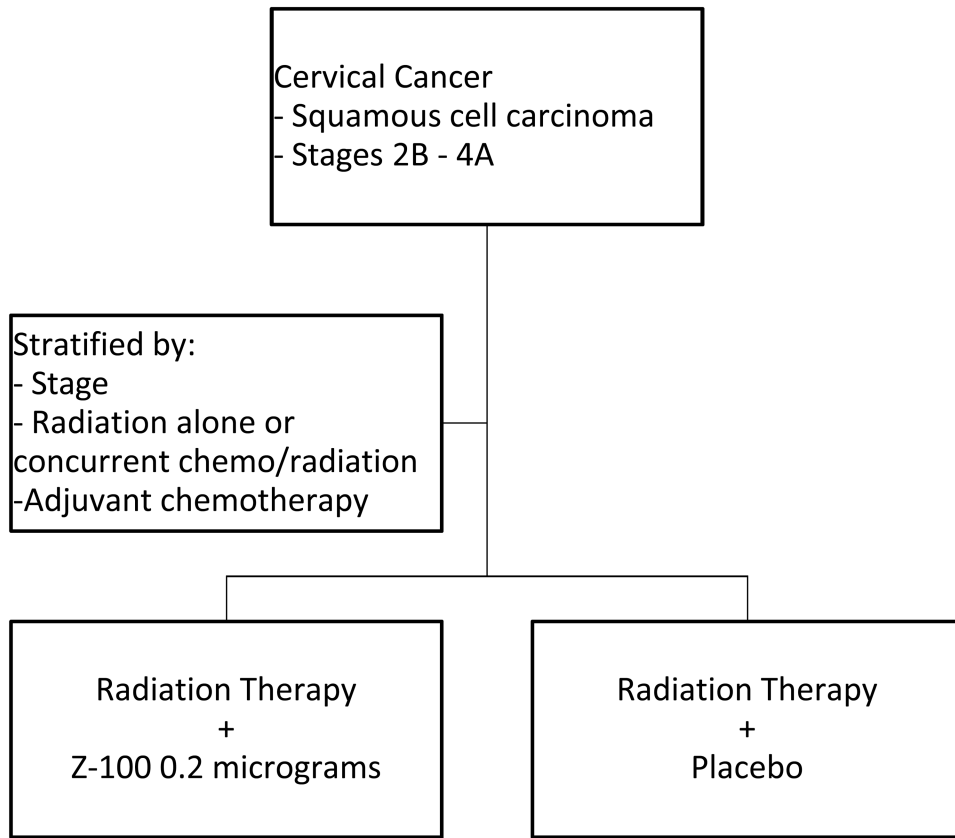 Cervical Cancer
- Squamous cell carcinoma
- Stages 2B - 4A
Stratified by:
- Stage
- Radiation alone or
concurrent chemo/radiation
-Adjuvant chemotherapy
Radiation Therapy
+
Z-100 0.2 micrograms
Radiation Therapy
+
Placebo